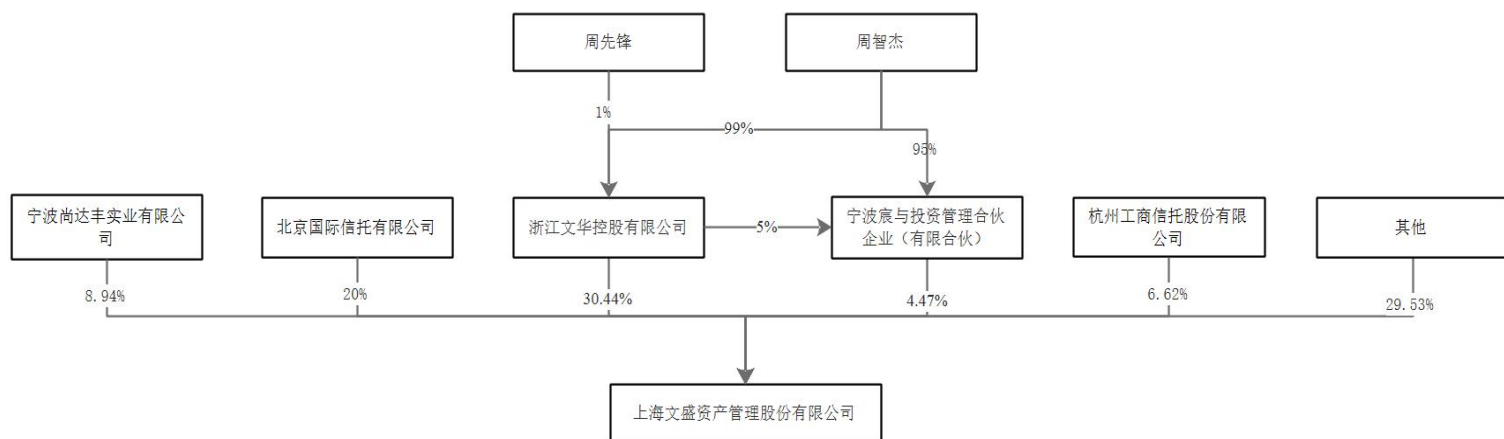 周先锋
周智杰
1%
99%
95%
宁波尚达丰实业有限公
司
北京国际信托有限公司
浙江文华控股有限公司
5%
宁波宸与投资管理合伙
企业（有限合伙）
杭州工商信托股份有限
公司
其他
8.94%
20%
30.44%
4.47%
6.62%
29.53%
上海文盛资产管理股份有限公司